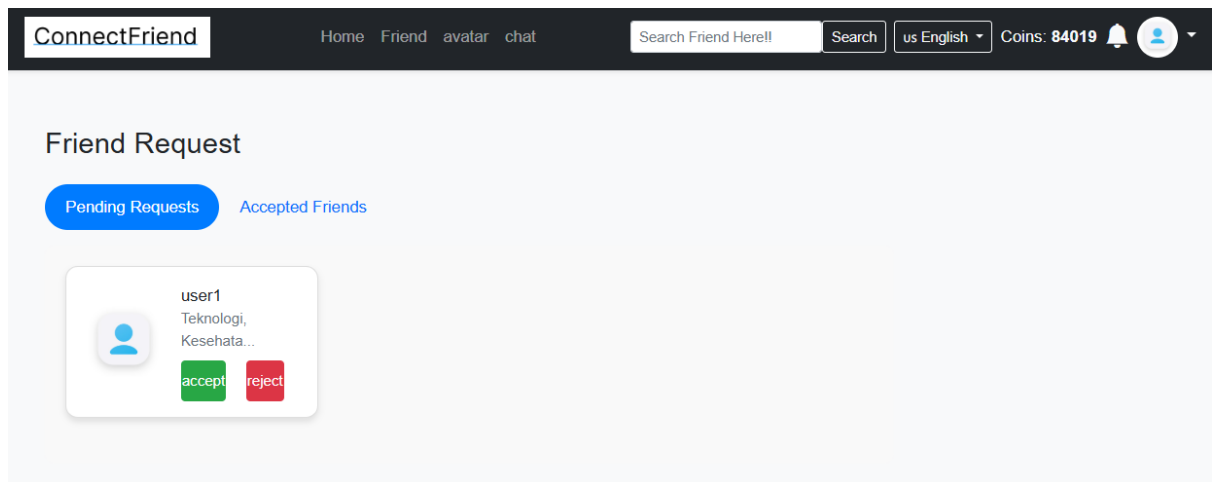 ConnectFriend
Home Friend avatar chat
Search Friend Here!!
Search
us English
Coins: 84019
Friend Request
Pending Requests
Accepted Friends
user1
Teknologi,
Kesehata...
accept
reject